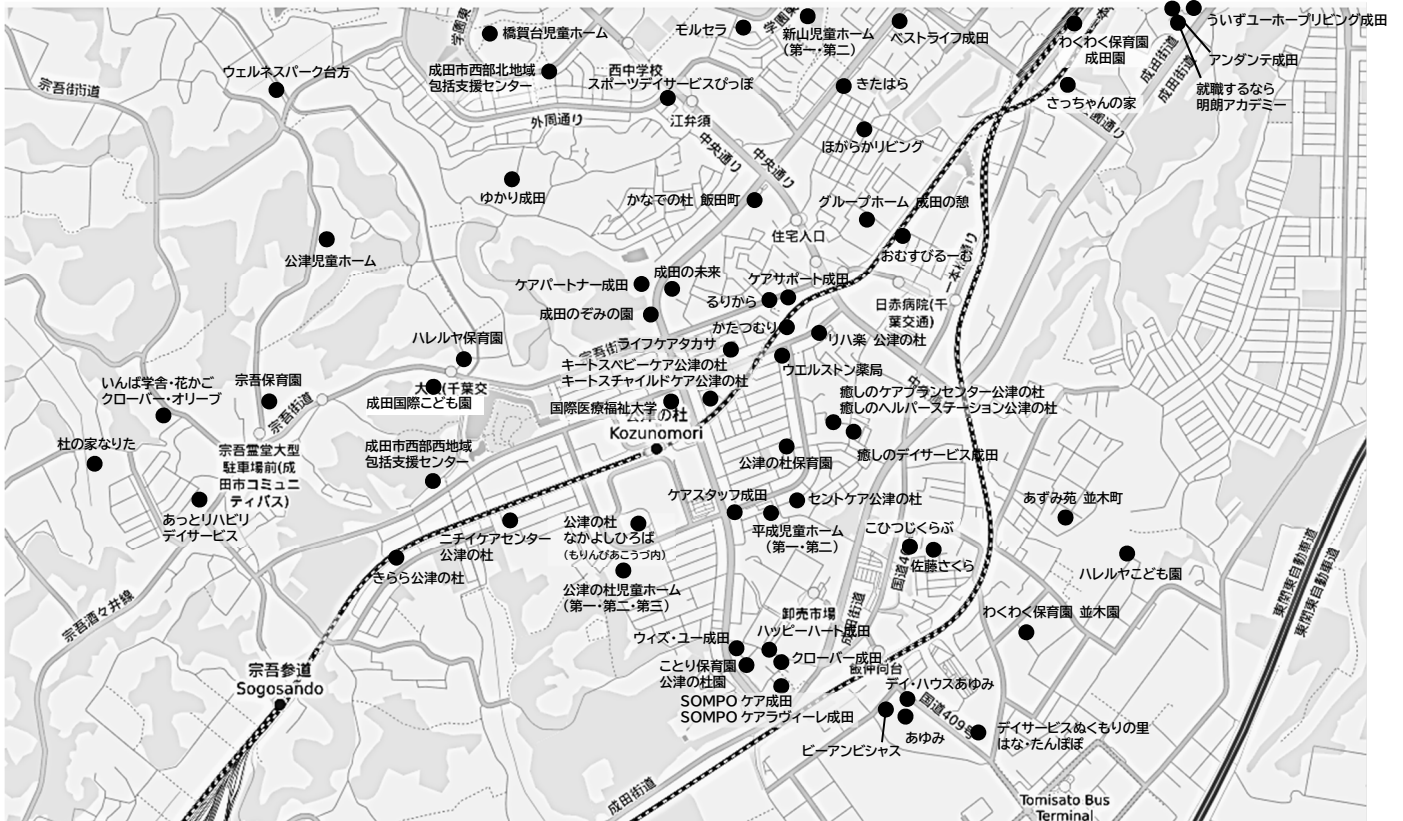 ういずユーホープリビング成田
アンダンテ成田
就職するなら
明朗アカデミー
成田街道
成田街道
わくわく保育園
成田園
さっちゃんの家
ベストライフ成田
新山児童ホーム
(第一・第二)
モルセラ
橋賀台児童ホーム
成田市西部北地域
包括支援センター
西中学校
スポーツデイサービスぴっぽ
江弁須
外周通り
中央通り
中央通り
きたはら
ほがらかリビング
ウェルネスパーク台方
宗吾街道
ゆかり成田
かなでの杜 飯田町
グループホーム 成田の憩
おむすびるーむ
住宅入口
公津児童ホーム
ケアパートナー成田
成田の未来
成田のぞみの園
ケアサポート成田
るりから
かたつむり
日赤病院(千
葉交通)
リハ楽 公津の杜
ライフケアタカサ
ウエルストン薬局
ハレルヤ保育園
キートスベビーケア公津の杜
キートスチャイルドケア公津の杜
国際医療福祉大学
公津の杜
Kozunomori
癒しのケアプランセンター公津の杜
癒しのヘルパーステーション公津の杜
癒しのデイサービス成田
いんば学舎・花かご
クローバー・オリーブ
宗吾保育園
宗吾街道
成田国際こども園
杜の家なりた
宗吾霊堂大型
駐車場前(成
田市コミュニ
ティバス)
成田市西部西地域
包括支援センター
あっとリハビリ
デイサービス
公津の杜保育園
ケアスタッフ成田
セントケア公津の杜
平成児童ホーム
(第一・第二)
あずみ苑 並木町
こひつじくらぶ
佐藤さくら
ハレルヤこども園
ニチイケアセンター
公津の杜
公津の杜
なかよしひろば
(もりんぴあこうづ内)
きらら公津の杜
公津の杜児童ホーム
(第一・第二・第三)
宗吾酒々井線
東関東自動車道
東関東自動車道
わくわく保育園 並木園
卸売市場
成田街道
ウィズ・ユー成田
ハッピーハート成田
ことり保育園
公津の杜園
クローバー成田
飯仲向台
SOMPO ケア成田
SOMPO ケアラヴィーレ成田
デイ・ハウスあゆみ
国道409号
あゆみ
ビーアンビシャス
デイサービスぬくもりの里
はな・たんぽぽ
宗吾参道
Sogosando
成田街道
Tomisato Bus
Terminal